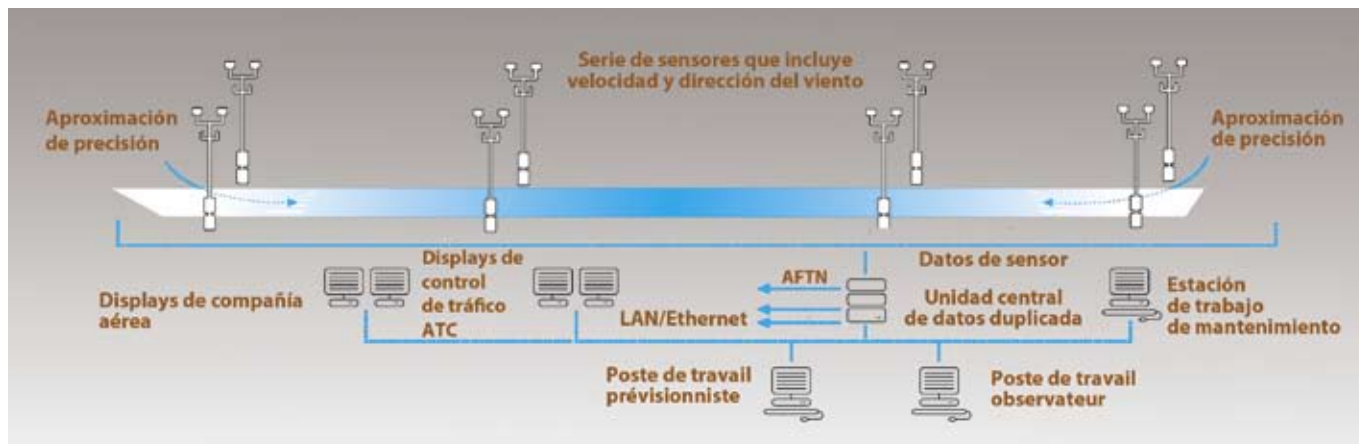 Serie de sensores que incluye
velocidad y dirección del viento
Aproximación
de precisión
Aproximación
de precisión
Displays de compañía
aérea
Displays de
control
de tráfico
ATC
AFTN
LAN/Ethernet
Datos de sensor
Unidad central
de datos duplicada
Estación
de trabajo
de mantenimiento
Poste de travail
prévisionniste
Poste de travail
observateur